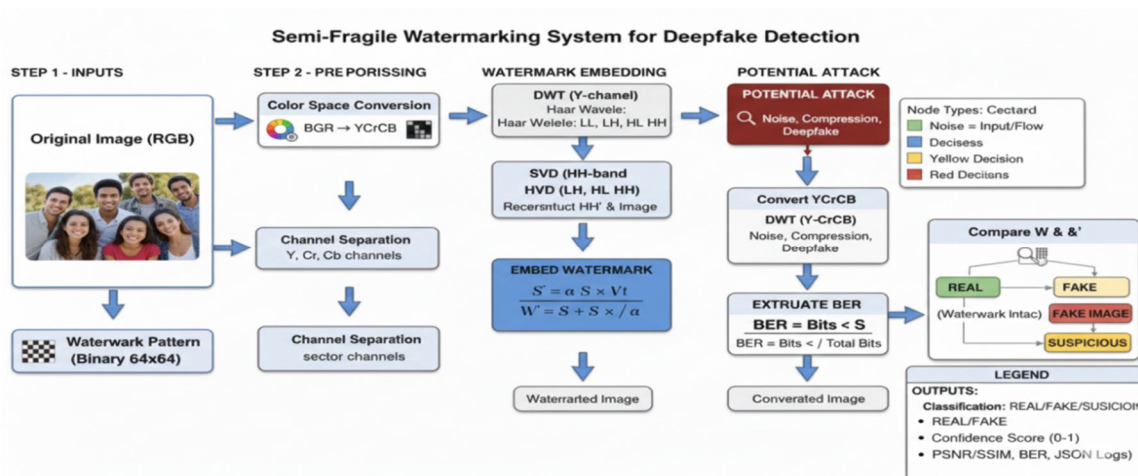 Semi-Fragile Watermarking System for Deepfake Detection
STEP 1 - INPUTS
Original Image (RGB)
Waterwark Pattern
(Binary 64x64)
STEP 2 - PRE PORISSING
Color Space Conversion
BGR → YCrCB
Channel Separation
Y, Cr, Cb channels
Channel Separation
sector channels
WATERMARK EMBEDDING
DWT (Y-chamel)
Haar Wavele:
Haar Welele: LL, LH, HL HH
SVD (HH-band
HVD (LH, HL HH)
Recersrtuct HH' & Image
EMBED WATERMARK
S' = α S × Vt
W' = S + S × / α
Waterrarted Image
POTENTIAL ATTACK
POTENTIAL ATTACK
Noise, Compression,
Deepfake
Convert YCrCB
DWT (Y-CrCB)
Noise, Compression,
Deepfake
EXTRUATE BER
BER = Bits < S
BER = Bits < / Total Bits
Converated Image
Node Types: Cectard
Noise = Input/Flow
Decisess
Yellow Decision
Red Deciians
Compare W & &'
REAL
FAKE
(Waterwark Intac)
FAKE IMAGE
SUSPICIOUS
LEGEND
OUTPUTS:
Classification: REAL/FAKE/SUSICIOI
• REAL/FAKE
• Confidence Score (0-1)
• PSNR/SSIM, BER, JSON Logs)